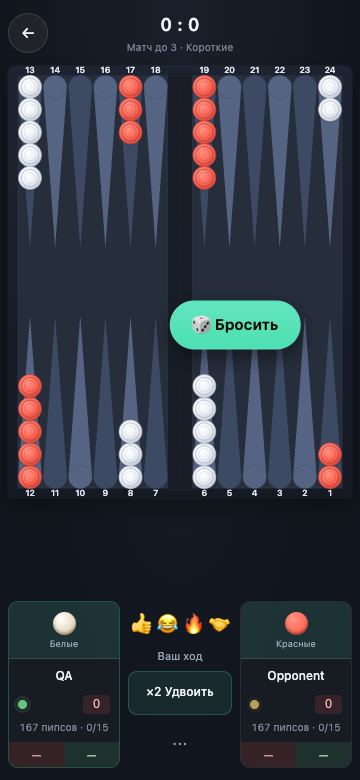 0 : 0
Матч до 3 · Короткие
13 14 15 16 17 18 19 20 21 22 23 24
Бросить
12 11 10 9 8 7 6 5 4 3 2 1
Белые
Красные
QA
Ваш ход
Opponent
0
×2 Удвоить
0
167 пипсов · 0/15
167 пипсов · 0/15
— —
...
— —